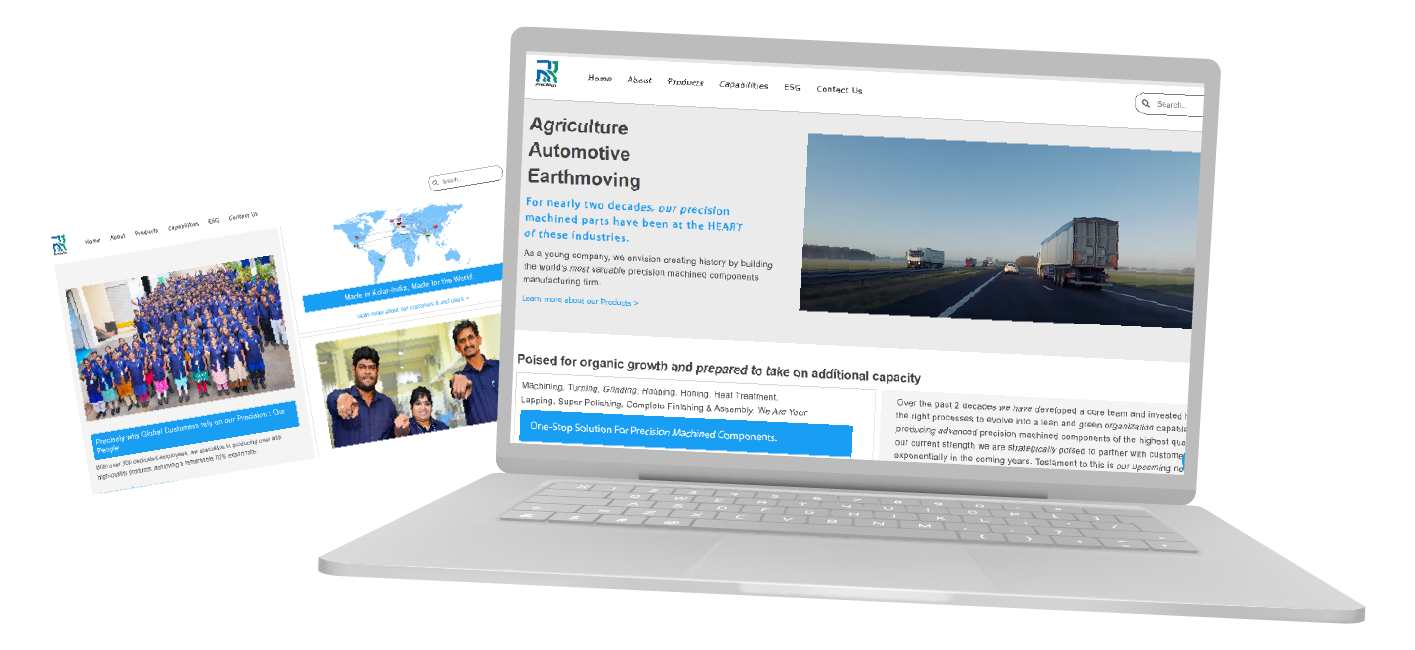 Home About Products Capabilities ESG Contact Us
Search...
Agriculture
Automotive
Earthmoving
For nearly two decades, our precision
machined parts have been at the HEART
of these industries.
As a young company, we envision creating history by building
the world's most valuable precision machined components
manufacturing firm.
Learn more about our Products >
Poised for organic growth and prepared to take on additional capacity
Machining, Turning, Grinding, Hobbing, Honing, Heat Treatment,
Lapping, Super Polishing, Complete Finishing & Assembly. We Are Your
One-Stop Solution For Precision Machined Components.
Over the past 2 decades we have developed a core team and invested
the right processes to evolve into a lean and green organization capable
producing advanced precision machined components of the highest qua
our current strength we are strategically poised to partner with custome
exponentially in the coming years. Testament to this is our upcoming ne
Search...
Home About Products Capabilities ESG Contact Us
Made in Kolar-India, Made for the World.
Learn more about our customers & end users >
Precisely why Global Customers rely on our Precision : Our
People
With over 300 dedicated employees, we specialize in producing over
high-quality products, achieving a remarkable 70% export rate.